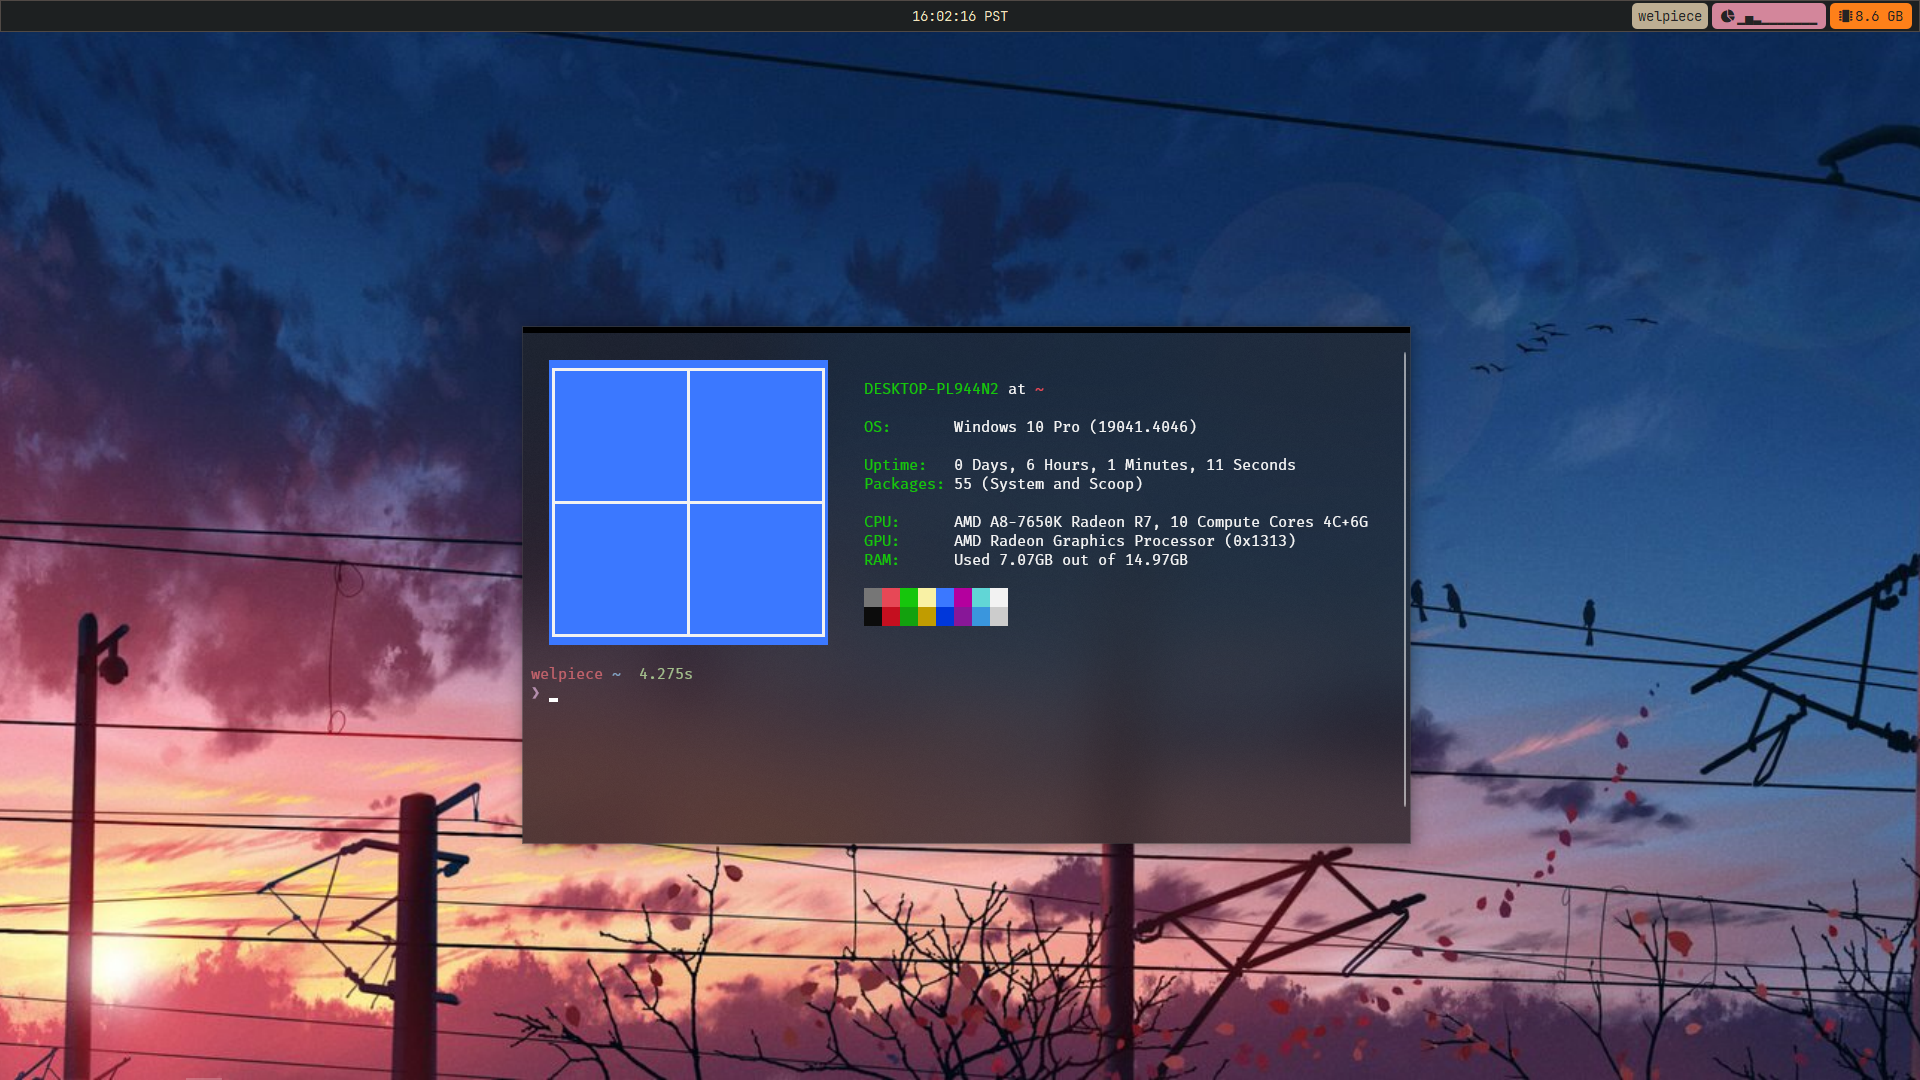 16:02:16 PST
welpiece
8.6 GB
DESKTOP-PL944N2 at ~
OS: Windows 10 Pro (19041.4046)
Uptime: 0 Days, 6 Hours, 1 Minutes, 11 Seconds
Packages: 55 (System and Scoop)
CPU: AMD A8-7650K Radeon R7, 10 Compute Cores 4C+6G
GPU: AMD Radeon Graphics Processor (0x1313)
RAM: Used 7.07GB out of 14.97GB
welpiece ~ 4.275s
❯